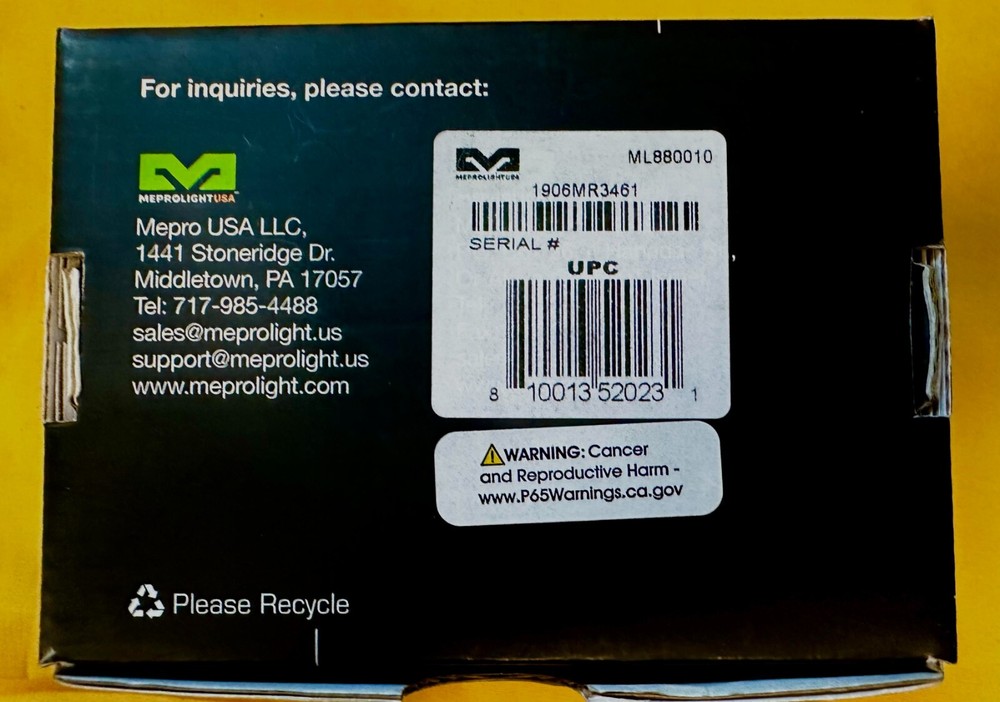 For inquiries, please contact:
MEPROLIGHTUSA™
Mepro USA LLC,
1441 Stoneridge Dr.
Middletown, PA 17057
Tel: 717-985-4488
sales@meprolight.us
support@meprolight.us
www.meprolight.com
MEPROLIGHTUSA
ML880010
1906MR3461
SERIAL #
UPC
8 10013 52023 1
WARNING: Cancer
and Reproductive Harm -
www.P65Warnings.ca.gov
Please Recycle